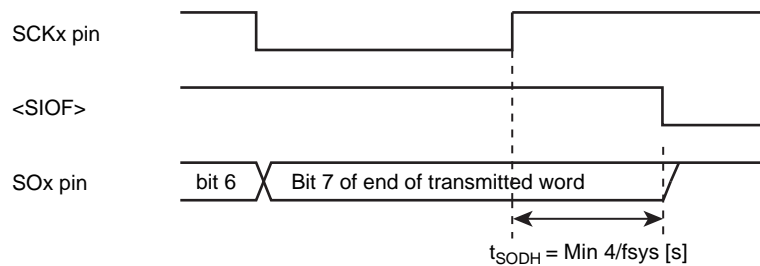 SCKx pin
<SIOF>
SOx pin
bit 6
Bit 7 of end of transmitted word
tSODH = Min 4/fsys [s]